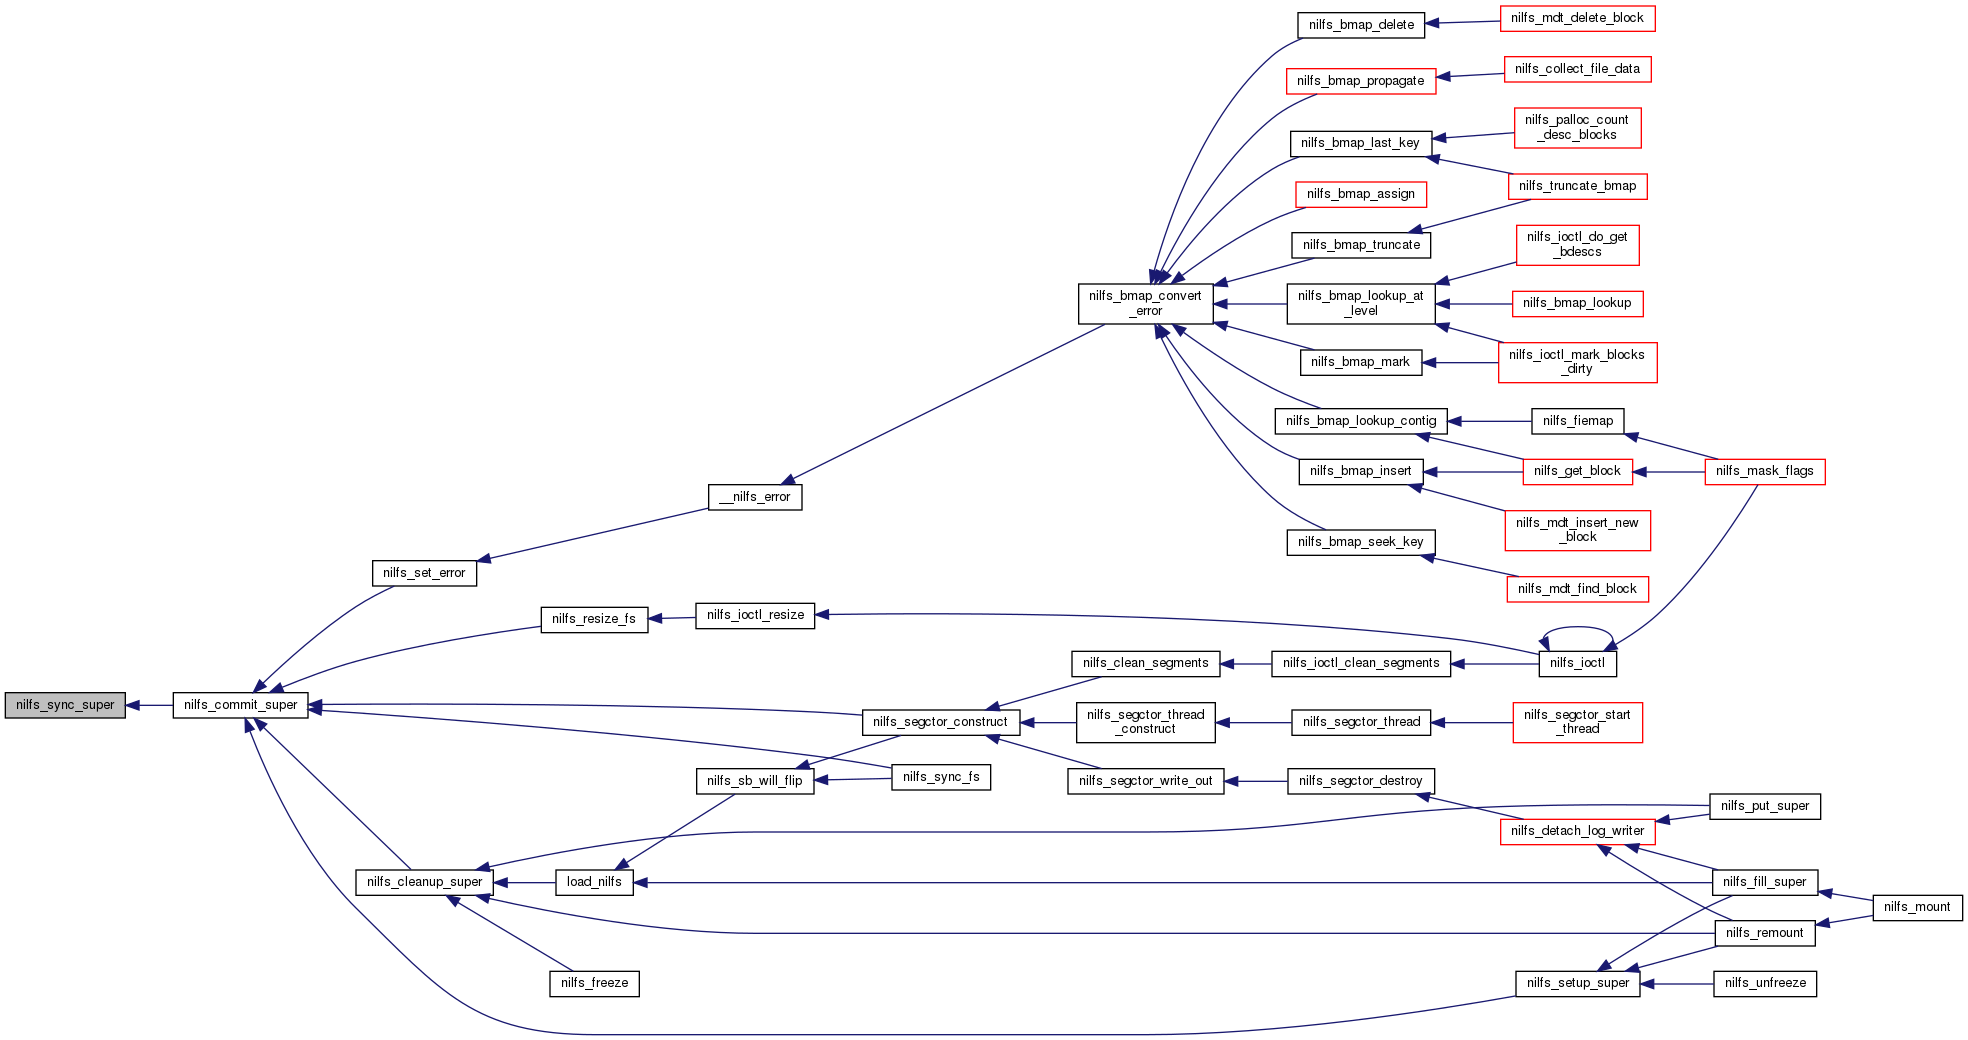 nilfs_bmap_delete
nilfs_mdt_delete_block
nilfs_bmap_propagate
nilfs_collect_file_data
nilfs_bmap_last_key
nilfs_palloc_count
_desc_blocks
nilfs_bmap_assign
nilfs_truncate_bmap
nilfs_bmap_truncate
nilfs_ioctl_do_get
_bdescs
nilfs_bmap_convert
_error
nilfs_bmap_lookup_at
_level
nilfs_bmap_lookup
nilfs_bmap_mark
nilfs_ioctl_mark_blocks
_dirty
nilfs_bmap_lookup_contig
nilfs_fiemap
nilfs_bmap_insert
nilfs_get_block
nilfs_mask_flags
__nilfs_error
nilfs_mdt_insert_new
_block
nilfs_bmap_seek_key
nilfs_set_error
nilfs_mdt_find_block
nilfs_resize_fs
nilfs_ioctl_resize
nilfs_clean_segments
nilfs_ioctl_clean_segments
nilfs_ioctl
nilfs_sync_super
nilfs_commit_super
nilfs_segctor_construct
nilfs_segctor_thread
_construct
nilfs_segctor_thread
nilfs_segctor_start
_thread
nilfs_sb_will_flip
nilfs_sync_fs
nilfs_segctor_write_out
nilfs_segctor_destroy
nilfs_put_super
nilfs_detach_log_writer
nilfs_cleanup_super
load_nilfs
nilfs_fill_super
nilfs_mount
nilfs_remount
nilfs_freeze
nilfs_setup_super
nilfs_unfreeze